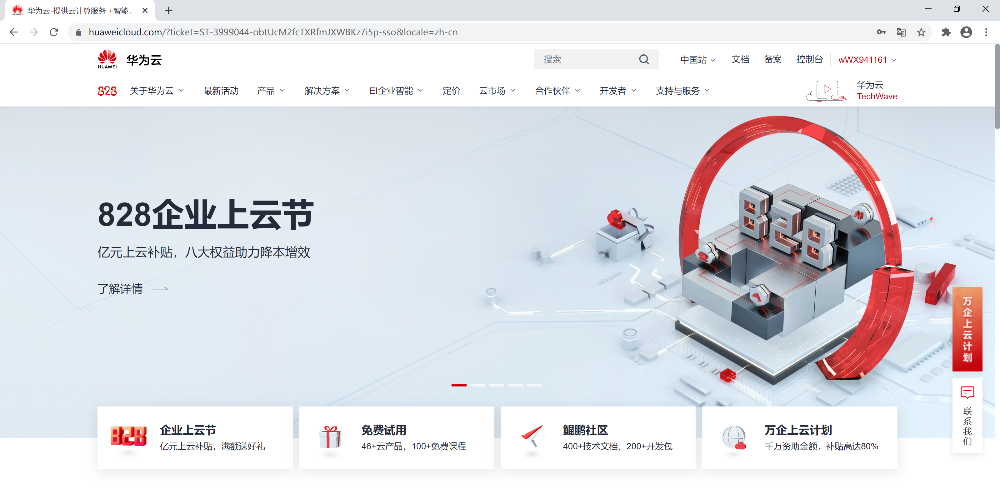 华为云-提供云计算服务 +智能,
huaweicloud.com/?ticket=ST-3999044-obtUcM2fcTXRfmJXWBKz7i5p-sso&locale=zh-cn
HUAWEI
华为云
搜索
中国站
文档
备案
控制台
wWX941161
828
关于华为云
最新活动
产品
解决方案
EI企业智能
定价
云市场
合作伙伴
开发者
支持与服务
华为云
TechWave
828企业上云节
亿元上云补贴，八大权益助力降本增效
了解详情
828
AI
万企上云计划
联系我们
828
企业上云节
亿元上云补贴，满额送好礼
免费试用
46+云产品，100+免费课程
鲲鹏社区
400+技术文档，200+开发包
万企上云计划
千万资助金额，补贴高达80%